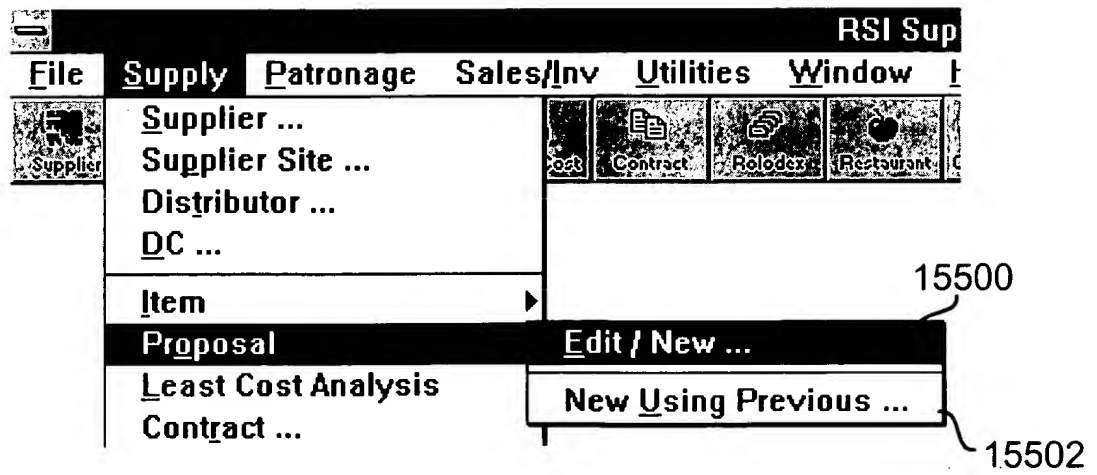 RSI Sup
File Supply Patronage Sales/Inv Utilities Window H
Supplier ost Contract Rolodex Restaurant
Supplier ...
Supplier Site ...
Distributor ...
DC ...
Item
Proposal
Least Cost Analysis
Contract ...
15500
Edit / New ...
New Using Previous ...
15502